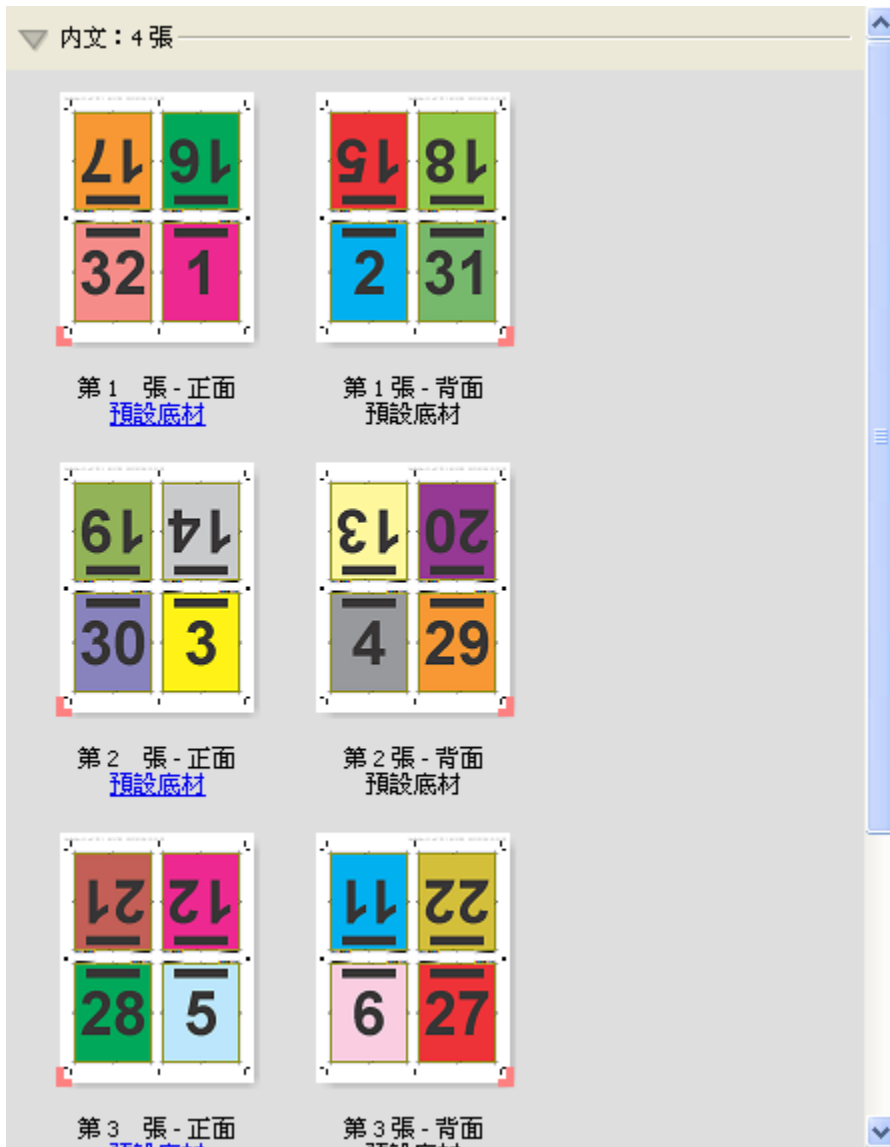 内文：4 張
17 16 15 18
32 1 2 31
第 1 張 - 正面 第 1 張 - 背面
預設底材 預設底材
19 14 13 20
30 3 4 29
第 2 張 - 正面 第 2 張 - 背面
預設底材 預設底材
21 12 11 22
28 5 6 27
第 3 張 - 正面 第 3 張 - 背面